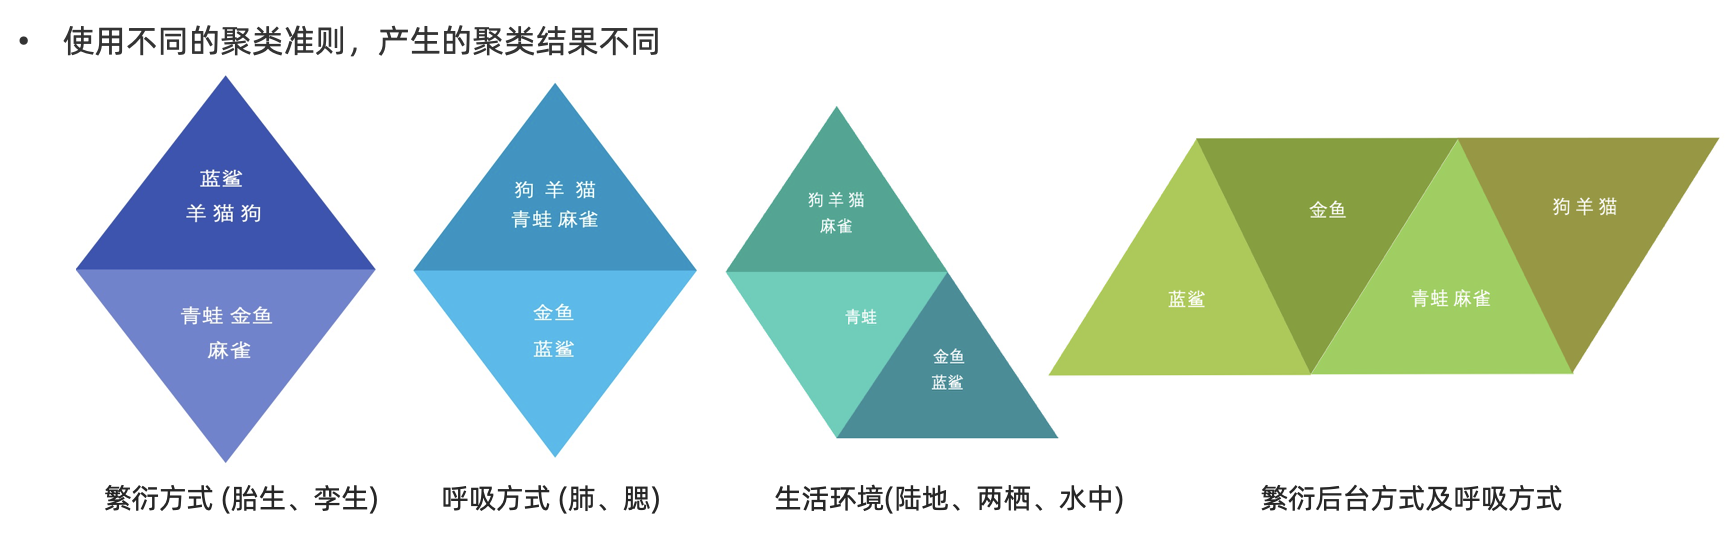 • 使用不同的聚类准则，产生的聚类结果不同
蓝鲨
羊 猫 狗
青蛙 金鱼
麻雀
繁衍方式 (胎生、孪生)
狗 羊 猫
青蛙 麻雀
金鱼
蓝鲨
呼吸方式 (肺、腮)
狗 羊 猫
麻雀
青蛙
金鱼
蓝鲨
生活环境(陆地、两栖、水中)
蓝鲨
金鱼
青蛙 麻雀
狗 羊 猫
繁衍后台方式及呼吸方式